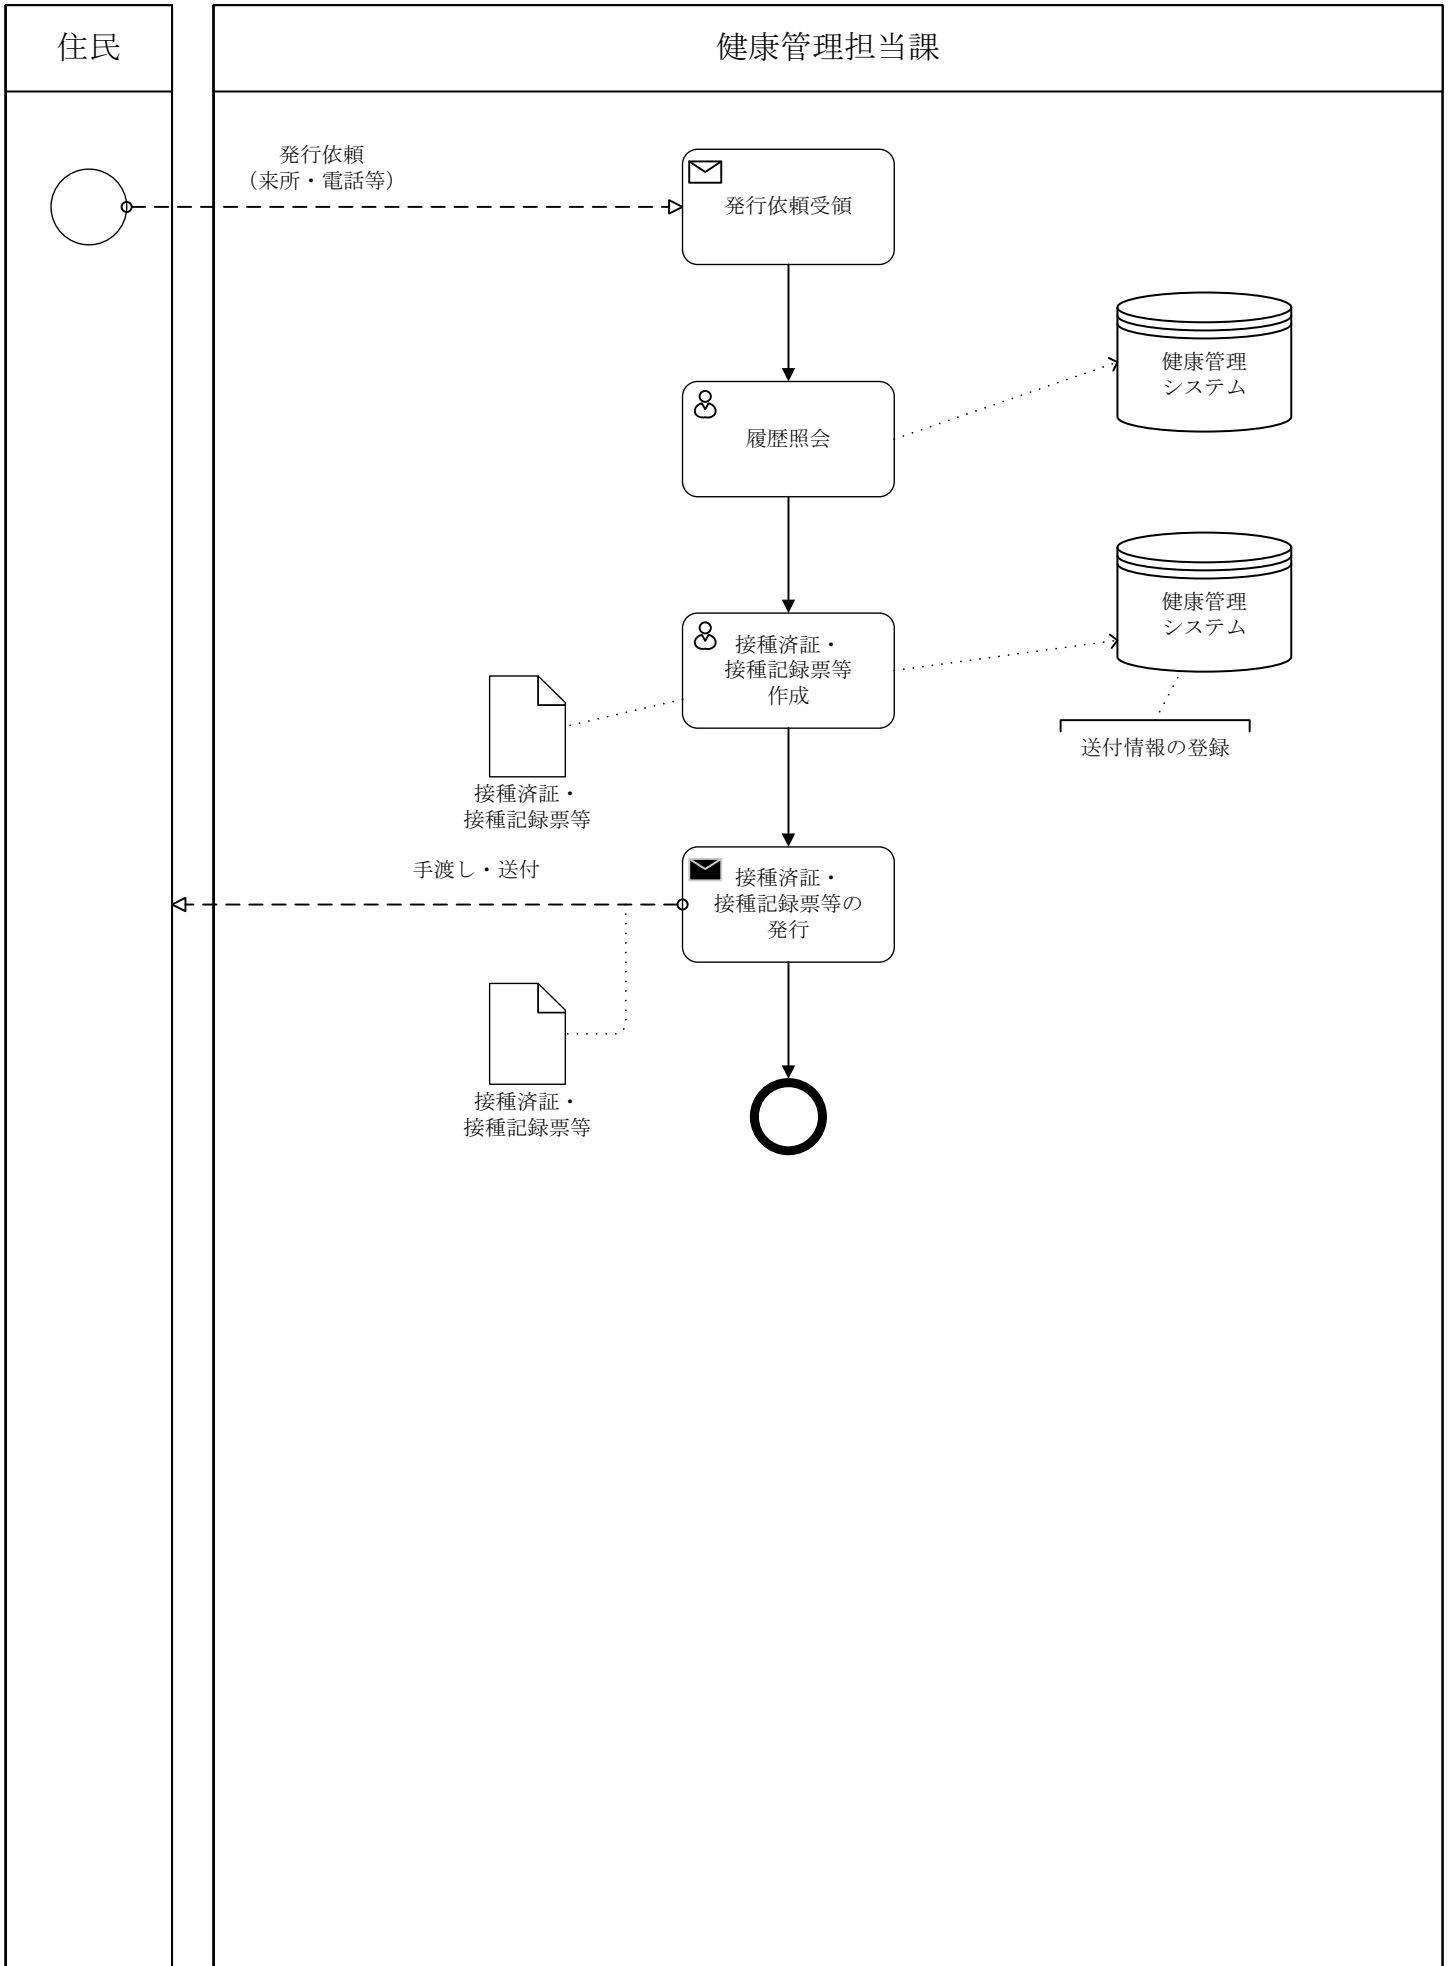 住民
健康管理担当課
発行依頼
（来所・電話等）
発行依頼受領
健康管理
システム
履歴照会
健康管理
システム
接種済証・
接種記録票等
作成
送付情報の登録
接種済証・
接種記録票等
手渡し・送付
接種済証・
接種記録票等の
発行
接種済証・
接種記録票等